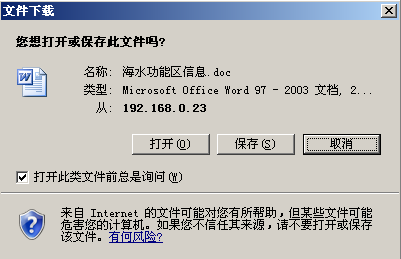 文件下载
您想打开或保存此文件吗?
名称: 海水功能区信息.doc
类型: Microsoft Office Word 97 - 2003 文档, 2...
从: 192.168.0.23
打开(O) 保存(S) 取消
打开此类文件前总是询问(W)
来自 Internet 的文件可能对您有所帮助,但某些文件可能
危害您的计算机。如果您不信任其来源,请不要打开或保存
该文件。有何风险?